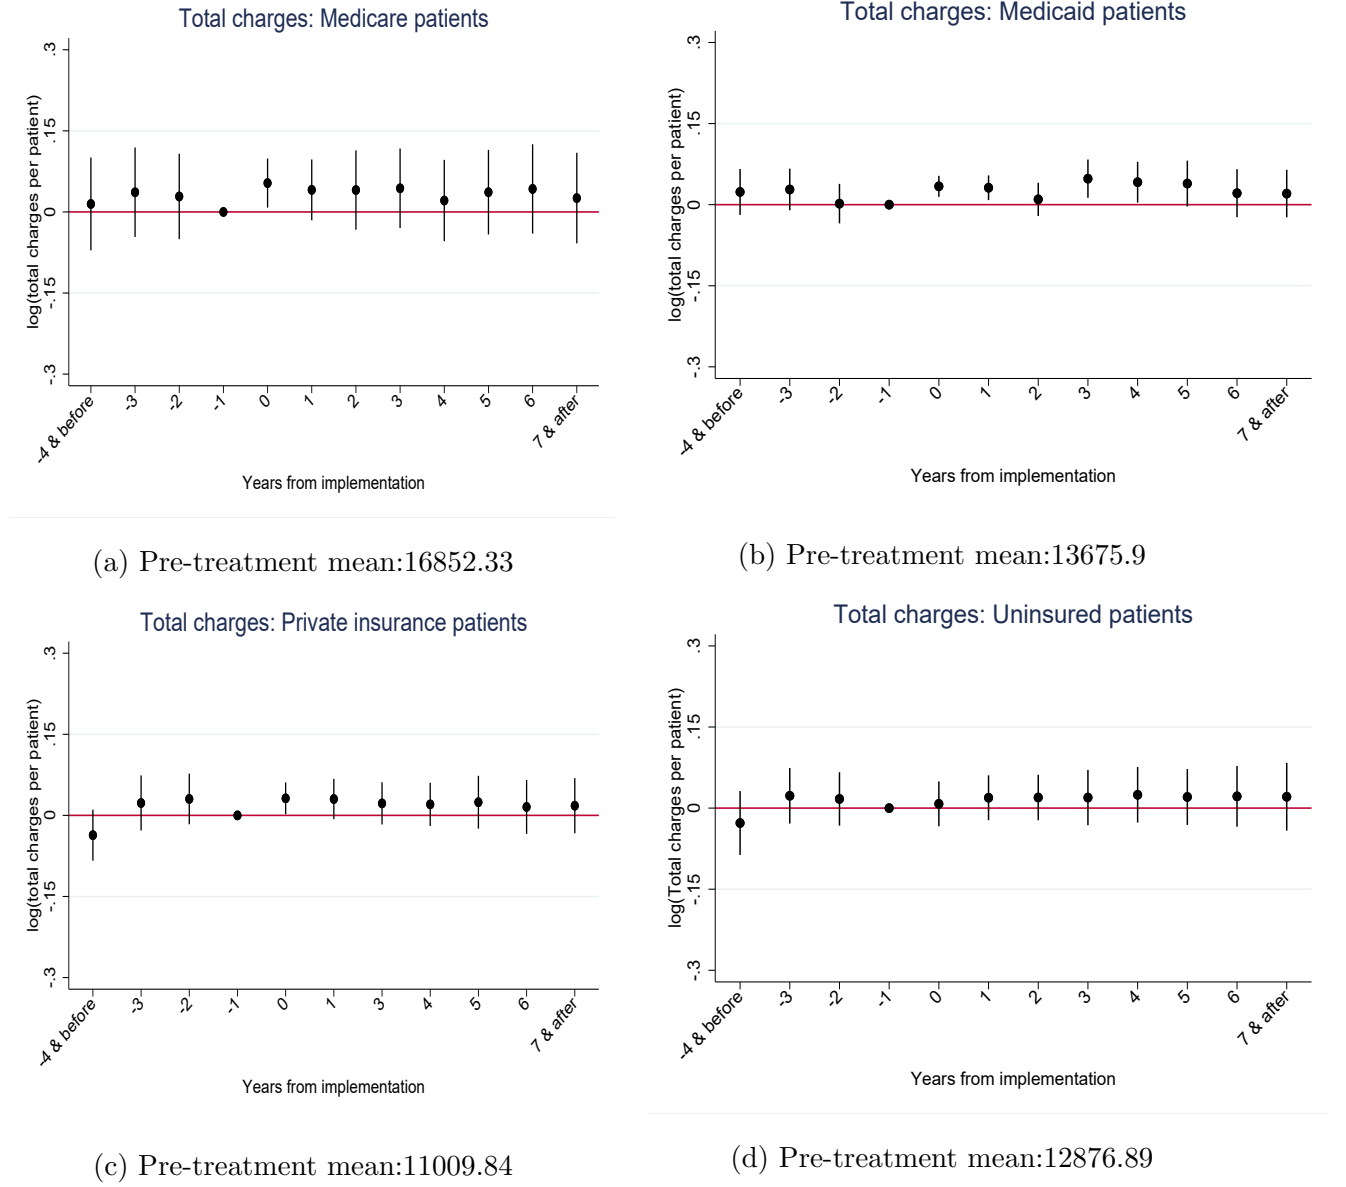 Total charges: Medicare patients
log(total charges per patient)
.3
.15
0
-.15
-.3
-4 & before
-3
-2
-1
0
1
2
3
4
5
6
7 & after
Years from implementation
(a) Pre-treatment mean:16852.33
Total charges: Medicaid patients
log(total charges per patient)
.3
.15
0
-.15
-.3
-4 & before
-3
-2
-1
0
1
2
3
4
5
6
7 & after
Years from implementation
(b) Pre-treatment mean:13675.9
Total charges: Private insurance patients
log(total charges per patient)
.3
.15
0
-.15
-.3
-4 & before
-3
-2
-1
0
1
3
4
5
6
7 & after
Years from implementation
(c) Pre-treatment mean:11009.84
Total charges: Uninsured patients
log(Total charges per patient)
.3
.15
0
-.15
-.3
-4 & before
-3
-2
-1
0
1
2
3
4
5
6
7 & after
Years from implementation
(d) Pre-treatment mean:12876.89